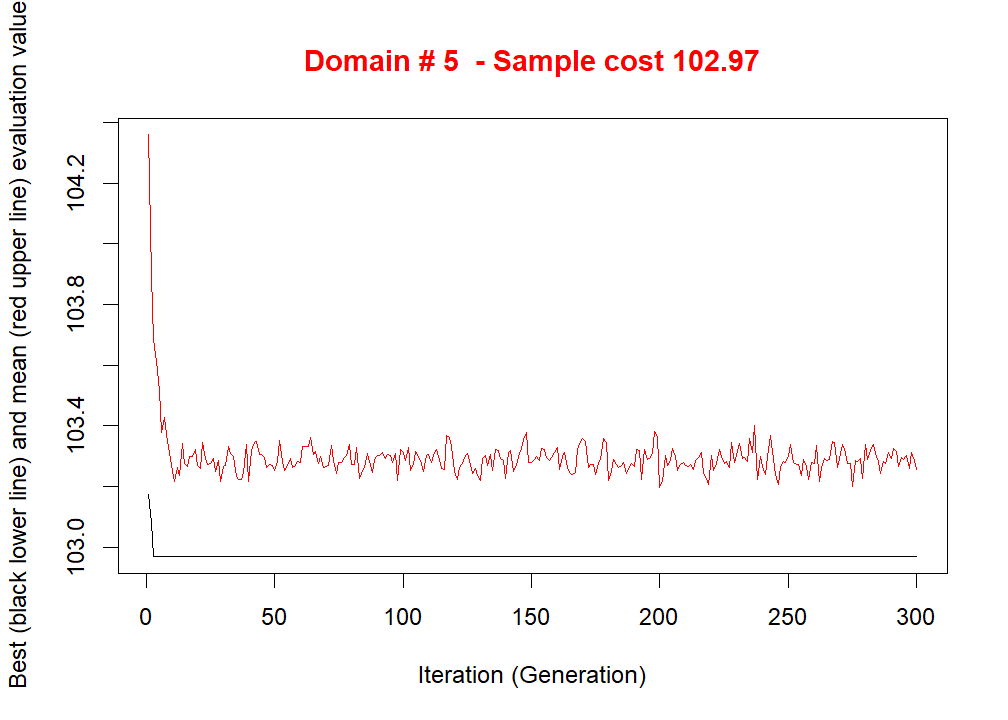 Domain # 5  - Sample cost 102.97
Best (black lower line) and mean (red upper line) evaluation value
104.2
103.8
103.4
103.0
0 50 100 150 200 250 300
Iteration (Generation)